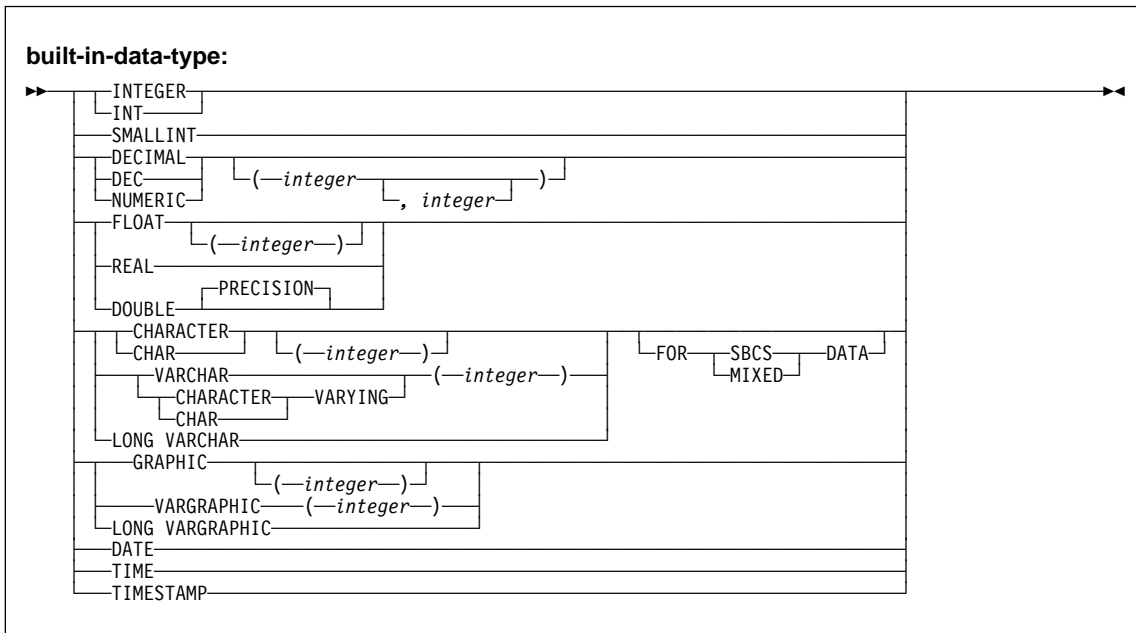 built-in-data-type:
INTEGER
INT
SMALLINT
DECIMAL
DEC ( integer )
NUMERIC , integer
FLOAT
( integer )
REAL
PRECISION
DOUBLE
CHARACTER
CHAR ( integer ) FOR SBCS DATA
VARCHAR ( integer ) MIXED
CHARACTER VARYING
CHAR
LONG VARCHAR
GRAPHIC
( integer )
VARGRAPHIC ( integer )
LONG VARGRAPHIC
DATE
TIME
TIMESTAMP